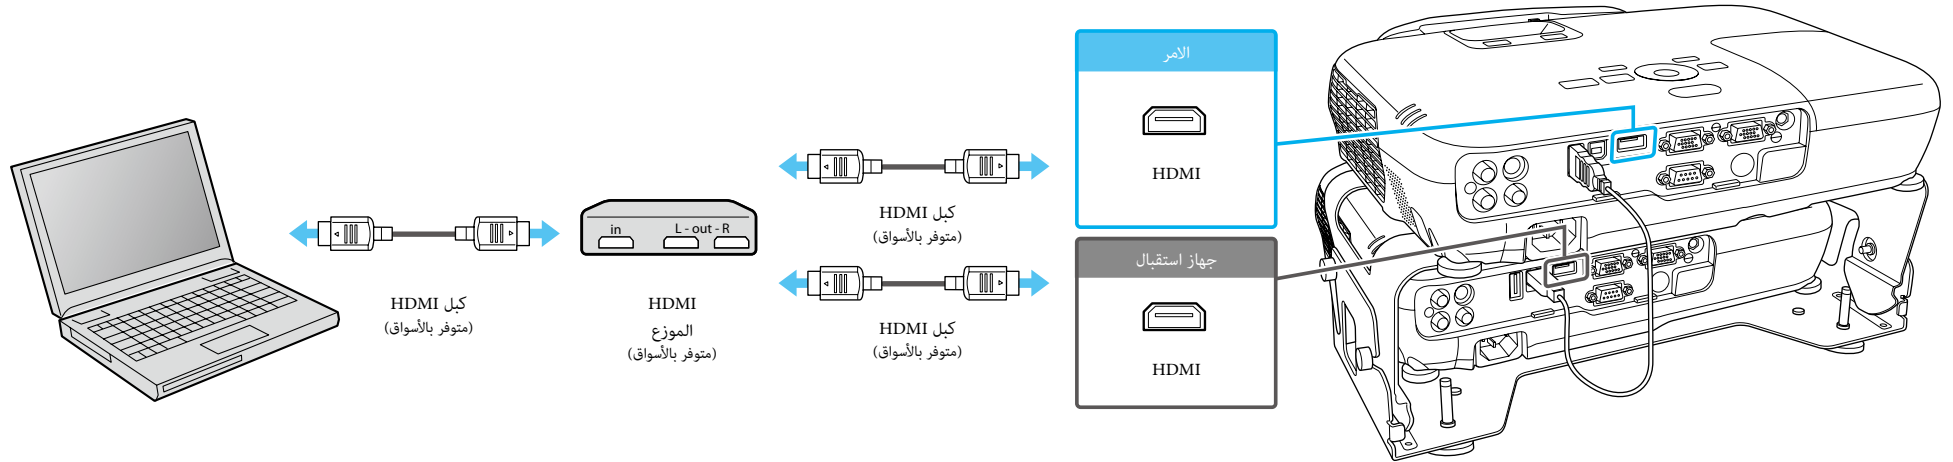 الامر
HDMI
كبل HDMI
(متوفر بالأسواق)
in
L - out - R
جهاز استقبال
HDMI
كبل HDMI
(متوفر بالأسواق)
HDMI
الموزع
(متوفر بالأسواق)
كبل HDMI
(متوفر بالأسواق)